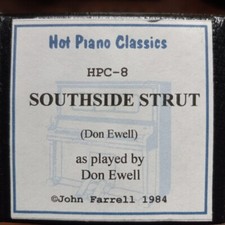 Hot Piano Classics
HPC-8
SOUTHSIDE STRUT
(Don Ewell)
as played by
Don Ewell
©John Farrell 1984